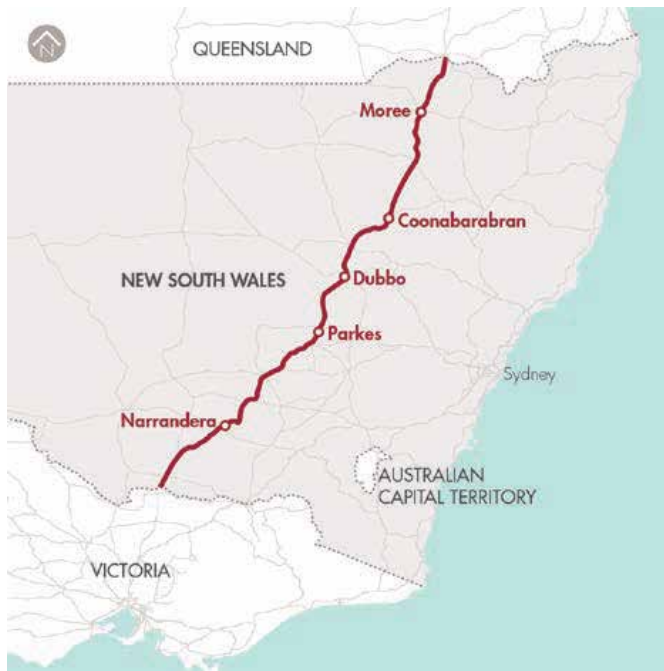 N
QUEENSLAND
Moree
Coonabarabran
NEW SOUTH WALES
Dubbo
Parkes
Sydney
Narrandera
AUSTRALIAN
CAPITAL TERRITORY
VICTORIA